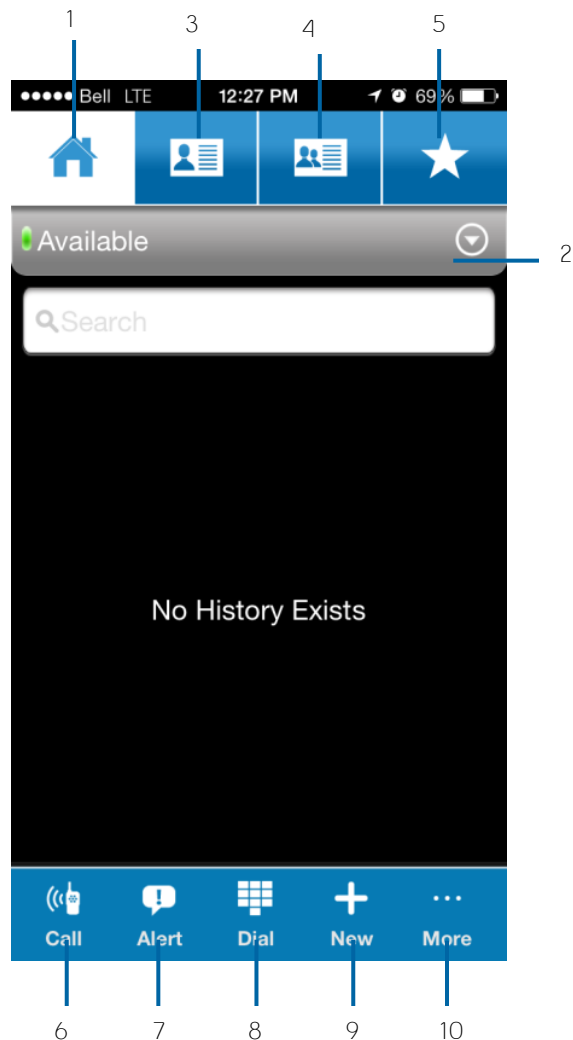 1 3 4 5
Bell LTE 12:27 PM 69%
Available
2
Search
No History Exists
Call Alert Dial New More
6 7 8 9 10